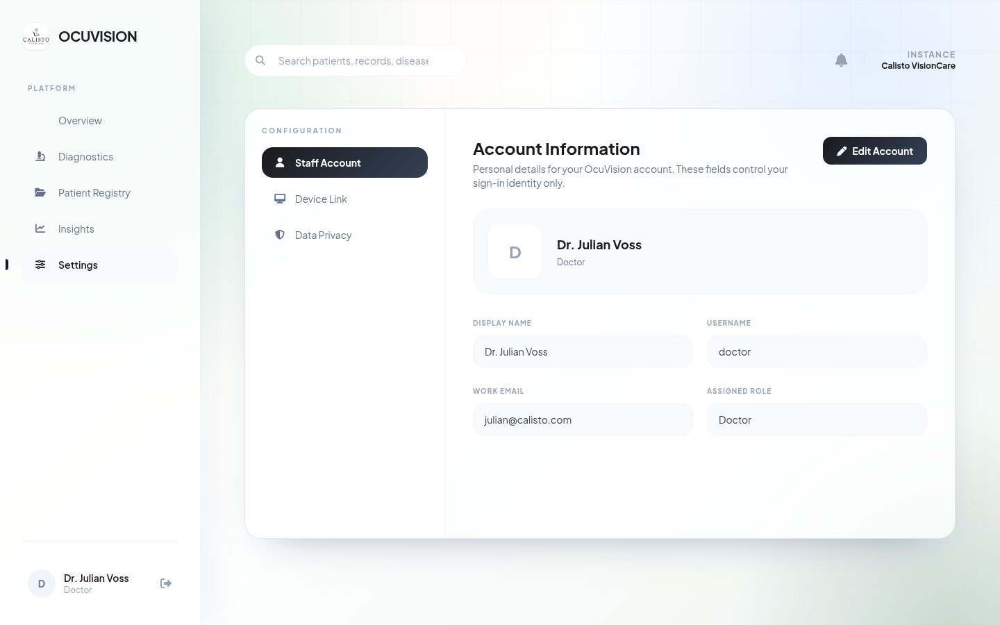 CALISTO
OCUVISION
PLATFORM
Overview
Diagnostics
Patient Registry
Insights
Settings
Dr. Julian Voss
Doctor
D
Search patients, records, disease
INSTANCE
Calisto VisionCare
CONFIGURATION
Staff Account
Device Link
Data Privacy
Account Information
Edit Account
Personal details for your OcuVision account. These fields control your
sign-in identity only.
D
Dr. Julian Voss
Doctor
DISPLAY NAME
USERNAME
Dr. Julian Voss
doctor
WORK EMAIL
ASSIGNED ROLE
julian@calisto.com
Doctor